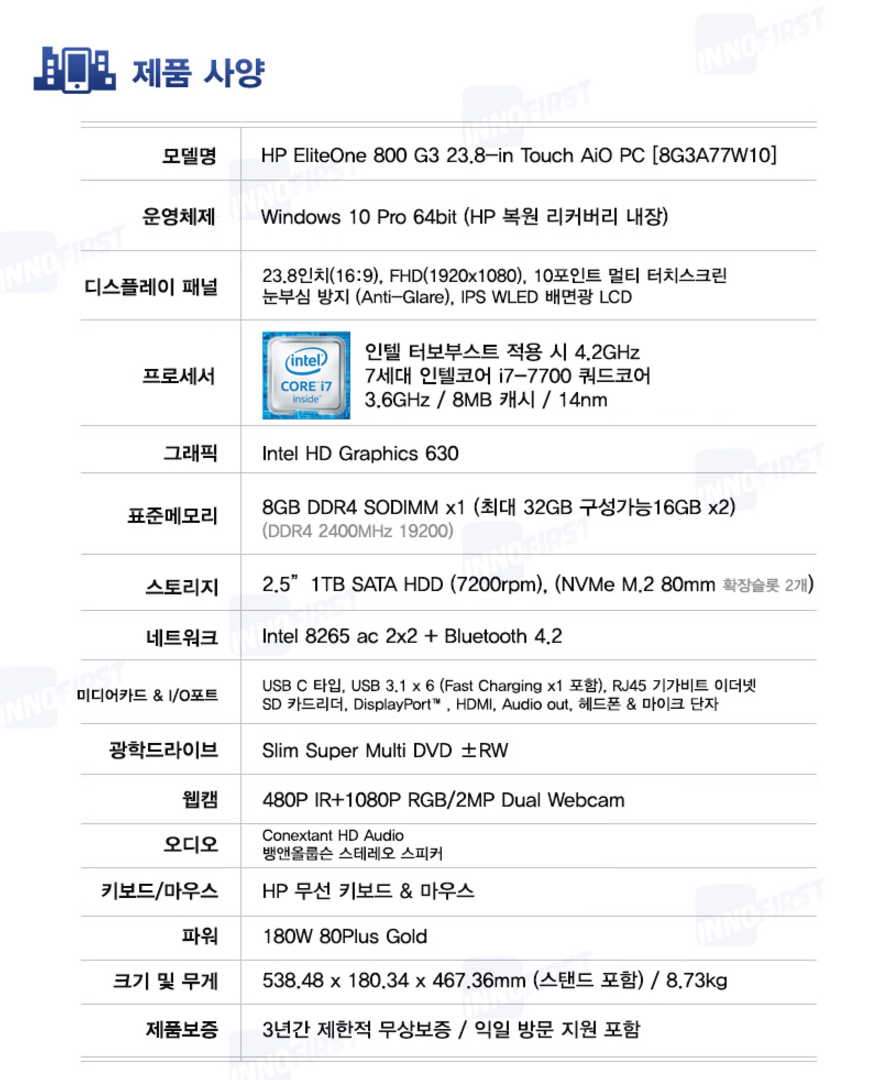 제품 사양
모델명
HP EliteOne 800 G3 23.8-in Touch AiO PC [8G3A77W10]
운영체제
Windows 10 Pro 64bit (HP 복원 리커버리 내장)
디스플레이 패널
23.8인치(16:9), FHD(1920x1080), 10포인트 멀티 터치스크린
눈부심 방지 (Anti-Glare), IPS WLED 배면광 LCD
프로세서
intel
CORE i7
inside
인텔 터보부스트 적용 시 4.2GHz
7세대 인텔코어 i7-7700 쿼드코어
3.6GHz / 8MB 캐시 / 14nm
그래픽
Intel HD Graphics 630
표준메모리
8GB DDR4 SODIMM x1 (최대 32GB 구성가능16GB x2)
(DDR4 2400MHz 19200)
스토리지
2.5” 1TB SATA HDD (7200rpm), (NVMe M.2 80mm 확장슬롯 2개)
네트워크
Intel 8265 ac 2x2 + Bluetooth 4.2
미디어카드 & I/O포트
USB C 타입, USB 3.1 x 6 (Fast Charging x1 포함), RJ45 기가비트 이더넷
SD 카드리더, DisplayPort™ , HDMI, Audio out, 헤드폰 & 마이크 단자
광학드라이브
Slim Super Multi DVD ±RW
웹캠
480P IR+1080P RGB/2MP Dual Webcam
오디오
Conextant HD Audio
뱅앤올룹슨 스테레오 스피커
키보드/마우스
HP 무선 키보드 & 마우스
파워
180W 80Plus Gold
크기 및 무게
538.48 x 180.34 x 467.36mm (스탠드 포함) / 8.73kg
제품보증
3년간 제한적 무상보증 / 익일 방문 지원 포함
INNOFIRST
INNOFIRST
INNOFIRST
INNOFIRST
INNOFIRST
INNOFIRST
INNOFIRST
INNOFIRST
INNOFIRST
INNOFIRST
INNOFIRST